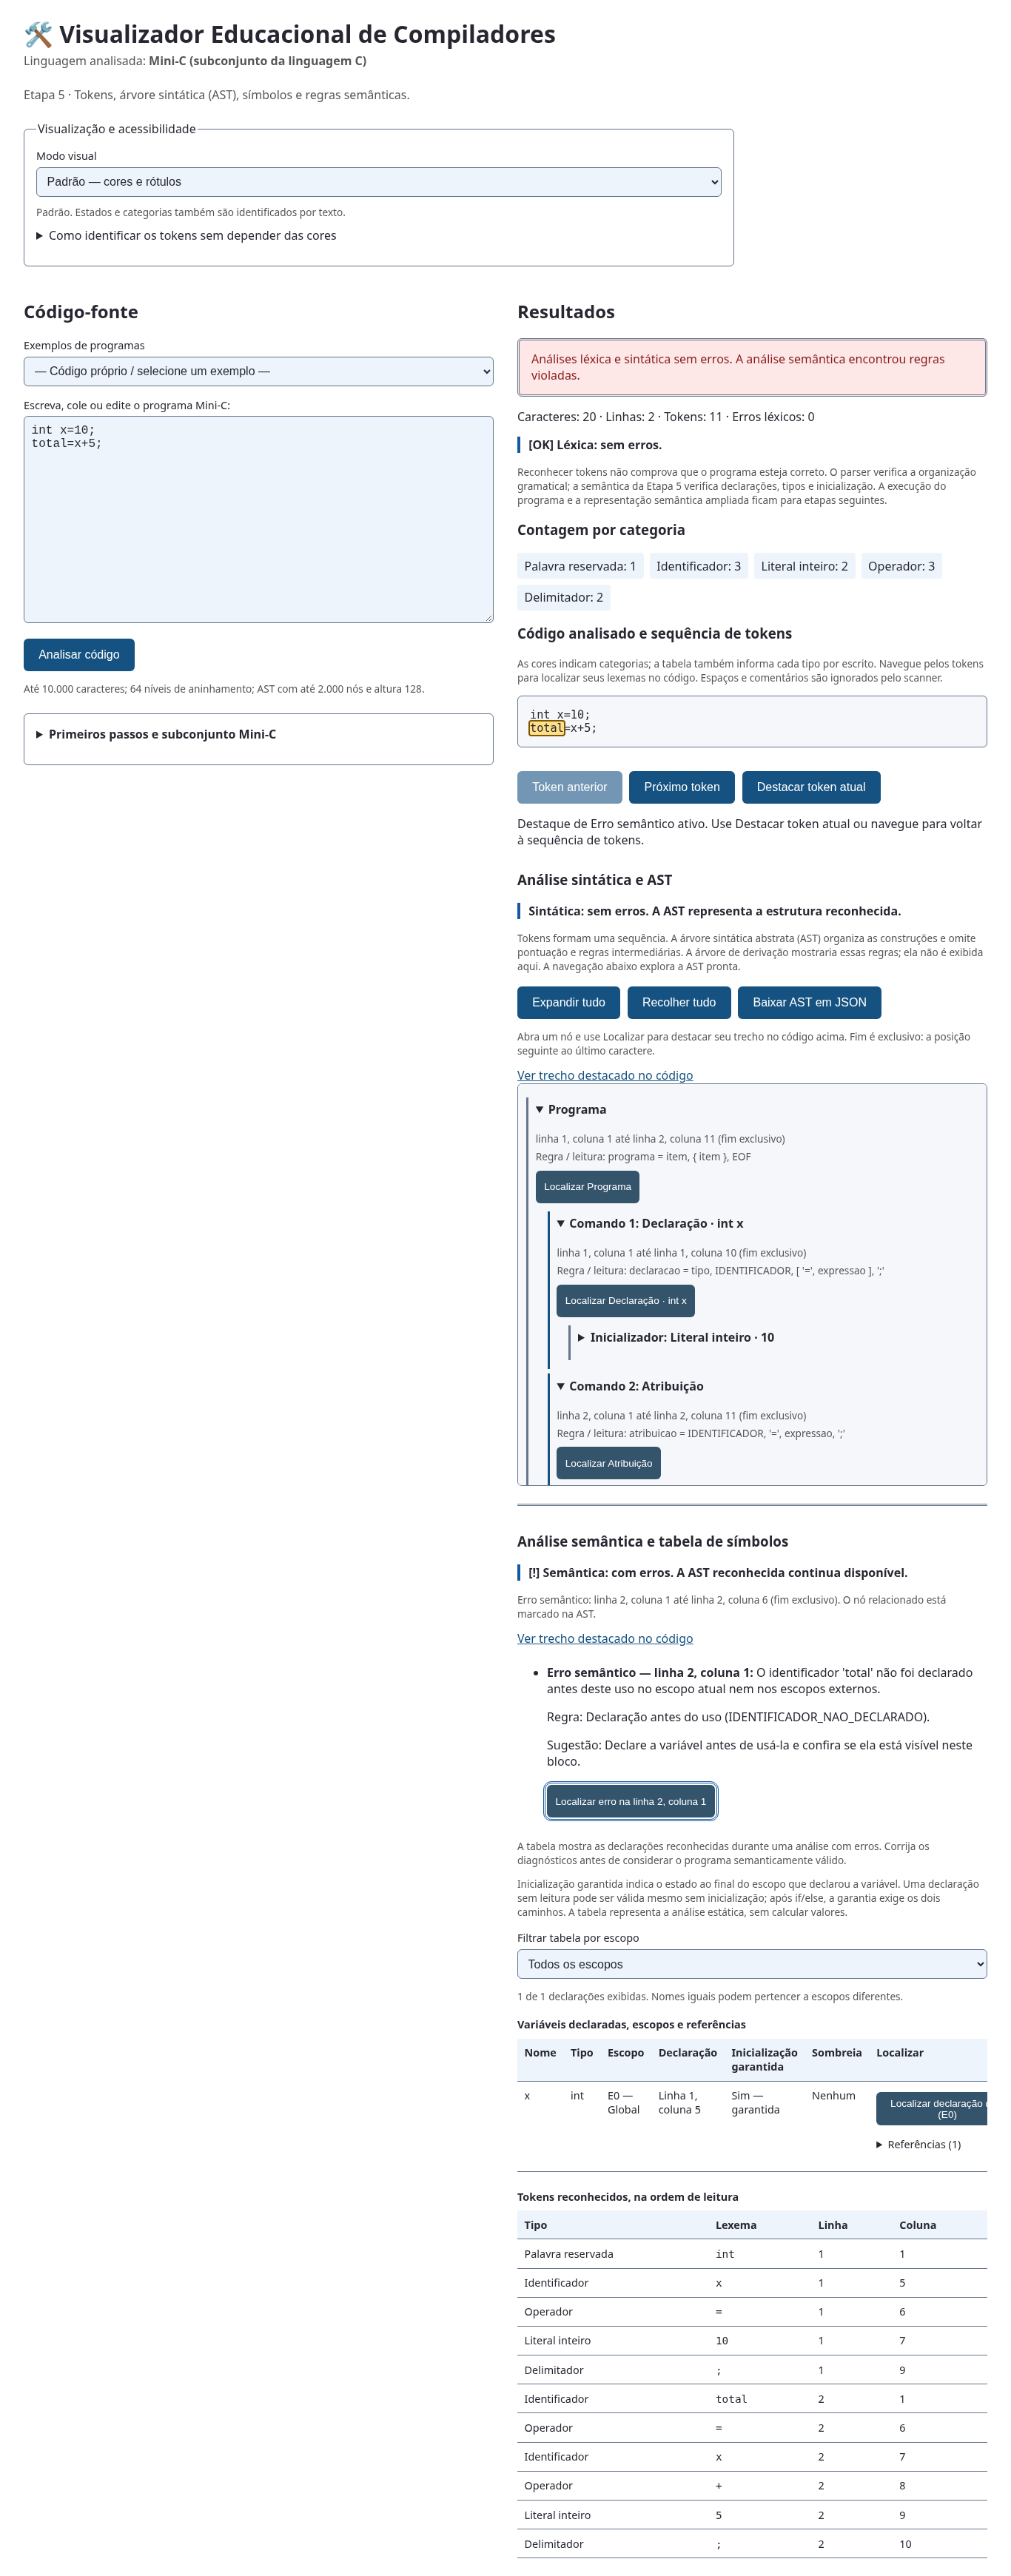 🛠️ Visualizador Educacional de Compiladores
Linguagem analisada: Mini-C (subconjunto da linguagem C)
Etapa 5 · Tokens, árvore sintática (AST), símbolos e regras semânticas.
Visualização e acessibilidade
Modo visual
Padrão — cores e rótulos
Padrão. Estados e categorias também são identificados por texto.
▶ Como identificar os tokens sem depender das cores
Código-fonte
Exemplos de programas
— Código próprio / selecione um exemplo —
Escreva, cole ou edite o programa Mini-C:
int x=10;
total=x+5;
Analisar código
Até 10.000 caracteres; 64 níveis de aninhamento; AST com até 2.000 nós e altura 128.
▶ Primeiros passos e subconjunto Mini-C
Resultados
Análises léxica e sintática sem erros. A análise semântica encontrou regras
violadas.
Caracteres: 20 · Linhas: 2 · Tokens: 11 · Erros léxicos: 0
[OK] Léxica: sem erros.
Reconhecer tokens não comprova que o programa esteja correto. O parser verifica a organização
gramatical; a semântica da Etapa 5 verifica declarações, tipos e inicialização. A execução do
programa e a representação semântica ampliada ficam para etapas seguintes.
Contagem por categoria
Palavra reservada: 1 Identificador: 3 Literal inteiro: 2 Operador: 3
Delimitador: 2
Código analisado e sequência de tokens
As cores indicam categorias; a tabela também informa cada tipo por escrito. Navegue pelos tokens
para localizar seus lexemas no código. Espaços e comentários são ignorados pelo scanner.
int x=10;
total=x+5;
Token anterior Próximo token Destacar token atual
Destaque de Erro semântico ativo. Use Destacar token atual ou navegue para voltar
à sequência de tokens.
Análise sintática e AST
Sintática: sem erros. A AST representa a estrutura reconhecida.
Tokens formam uma sequência. A árvore sintática abstrata (AST) organiza as construções e omite
pontuação e regras intermediárias. A árvore de derivação mostraria essas regras; ela não é exibida
aqui. A navegação abaixo explora a AST pronta.
Expandir tudo Recolher tudo Baixar AST em JSON
Abra um nó e use Localizar para destacar seu trecho no código acima. Fim é exclusivo: a posição
seguinte ao último caractere.
Ver trecho destacado no código
▼ Programa
linha 1, coluna 1 até linha 2, coluna 11 (fim exclusivo)
Regra / leitura: programa = item, { item }, EOF
Localizar Programa
▼ Comando 1: Declaração · int x
linha 1, coluna 1 até linha 1, coluna 10 (fim exclusivo)
Regra / leitura: declaracao = tipo, IDENTIFICADOR, [ '=', expressao ], ';'
Localizar Declaração · int x
▶ Inicializador: Literal inteiro · 10
▼ Comando 2: Atribuição
linha 2, coluna 1 até linha 2, coluna 11 (fim exclusivo)
Regra / leitura: atribuicao = IDENTIFICADOR, '=', expressao, ';'
Localizar Atribuição
Análise semântica e tabela de símbolos
[!] Semântica: com erros. A AST reconhecida continua disponível.
Erro semântico: linha 2, coluna 1 até linha 2, coluna 6 (fim exclusivo). O nó relacionado está
marcado na AST.
Ver trecho destacado no código
• Erro semântico — linha 2, coluna 1: O identificador 'total' não foi declarado
antes deste uso no escopo atual nem nos escopos externos.
Regra: Declaração antes do uso (IDENTIFICADOR_NAO_DECLARADO).
Sugestão: Declare a variável antes de usá-la e confira se ela está visível neste
bloco.
Localizar erro na linha 2, coluna 1
A tabela mostra as declarações reconhecidas durante uma análise com erros. Corrija os
diagnósticos antes de considerar o programa semanticamente válido.
Inicialização garantida indica o estado ao final do escopo que declarou a variável. Uma declaração
sem leitura pode ser válida mesmo sem inicialização; após if/else, a garantia exige os dois
caminhos. A tabela representa a análise estática, sem calcular valores.
Filtrar tabela por escopo
Todos os escopos
1 de 1 declarações exibidas. Nomes iguais podem pertencer a escopos diferentes.
Variáveis declaradas, escopos e referências
Nome Tipo Escopo Declaração Inicialização garantida Sombreia Localizar
x int E0 — Global Linha 1, coluna 5 Sim — garantida Nenhum Localizar declaração
(E0)
▶ Referências (1)
Tokens reconhecidos, na ordem de leitura
Tipo Lexema Linha Coluna
Palavra reservada int 1 1
Identificador x 1 5
Operador = 1 6
Literal inteiro 10 1 7
Delimitador ; 1 9
Identificador total 2 1
Operador = 2 6
Identificador x 2 7
Operador + 2 8
Literal inteiro 5 2 9
Delimitador ; 2 10